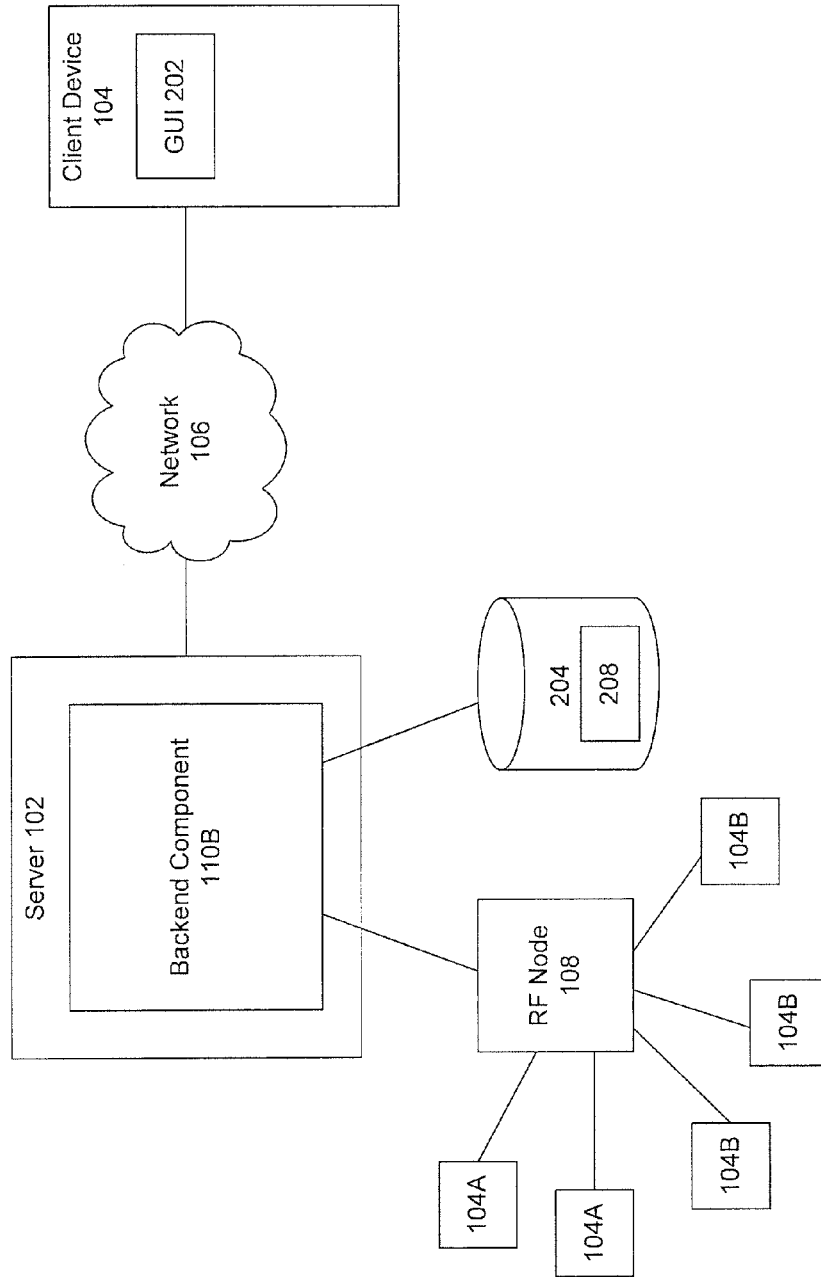 Server 102
Backend Component
110B
Network
106
Client Device
104
GUI 202
RF Node
108
204
208
104A
104A
104B
104B
104B